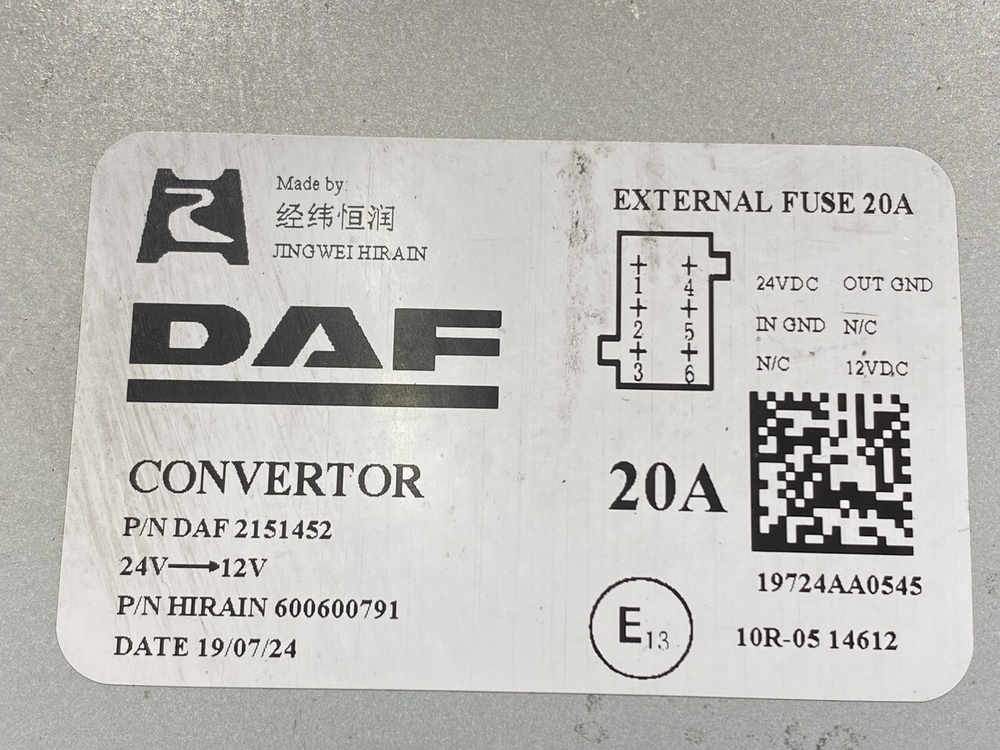 Made by:
经纬恒润
JINGWEI HIRAIN
DAF
CONVERTOR
P/N DAF 2151452
24V→12V
P/N HIRAIN 600600791
DATE 19/07/24
EXTERNAL FUSE 20A
1 4
2 5
3 6
24VDC OUT GND
IN GND N/C
N/C 12VDC
20A
19724AA0545
E13
10R-05 14612